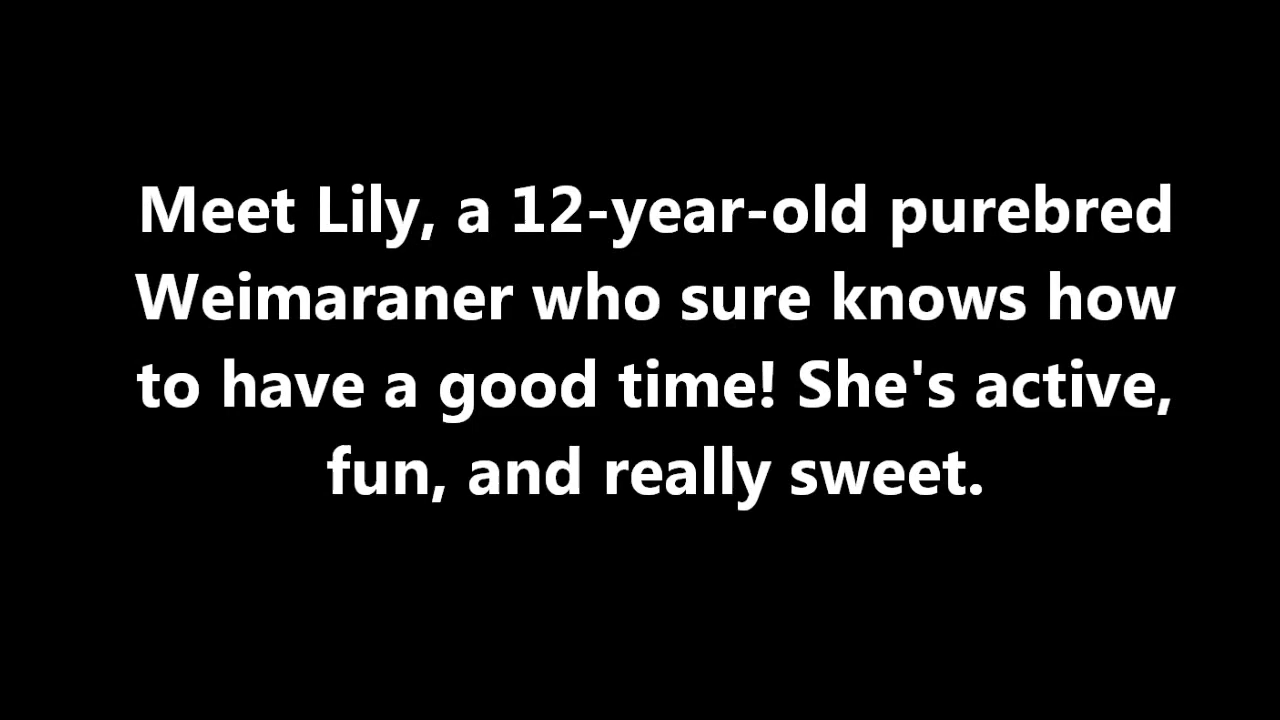 Meet Lily, a 12-year-old purebred
Weimaraner who sure knows how
to have a good time! She's active,
fun, and really sweet.